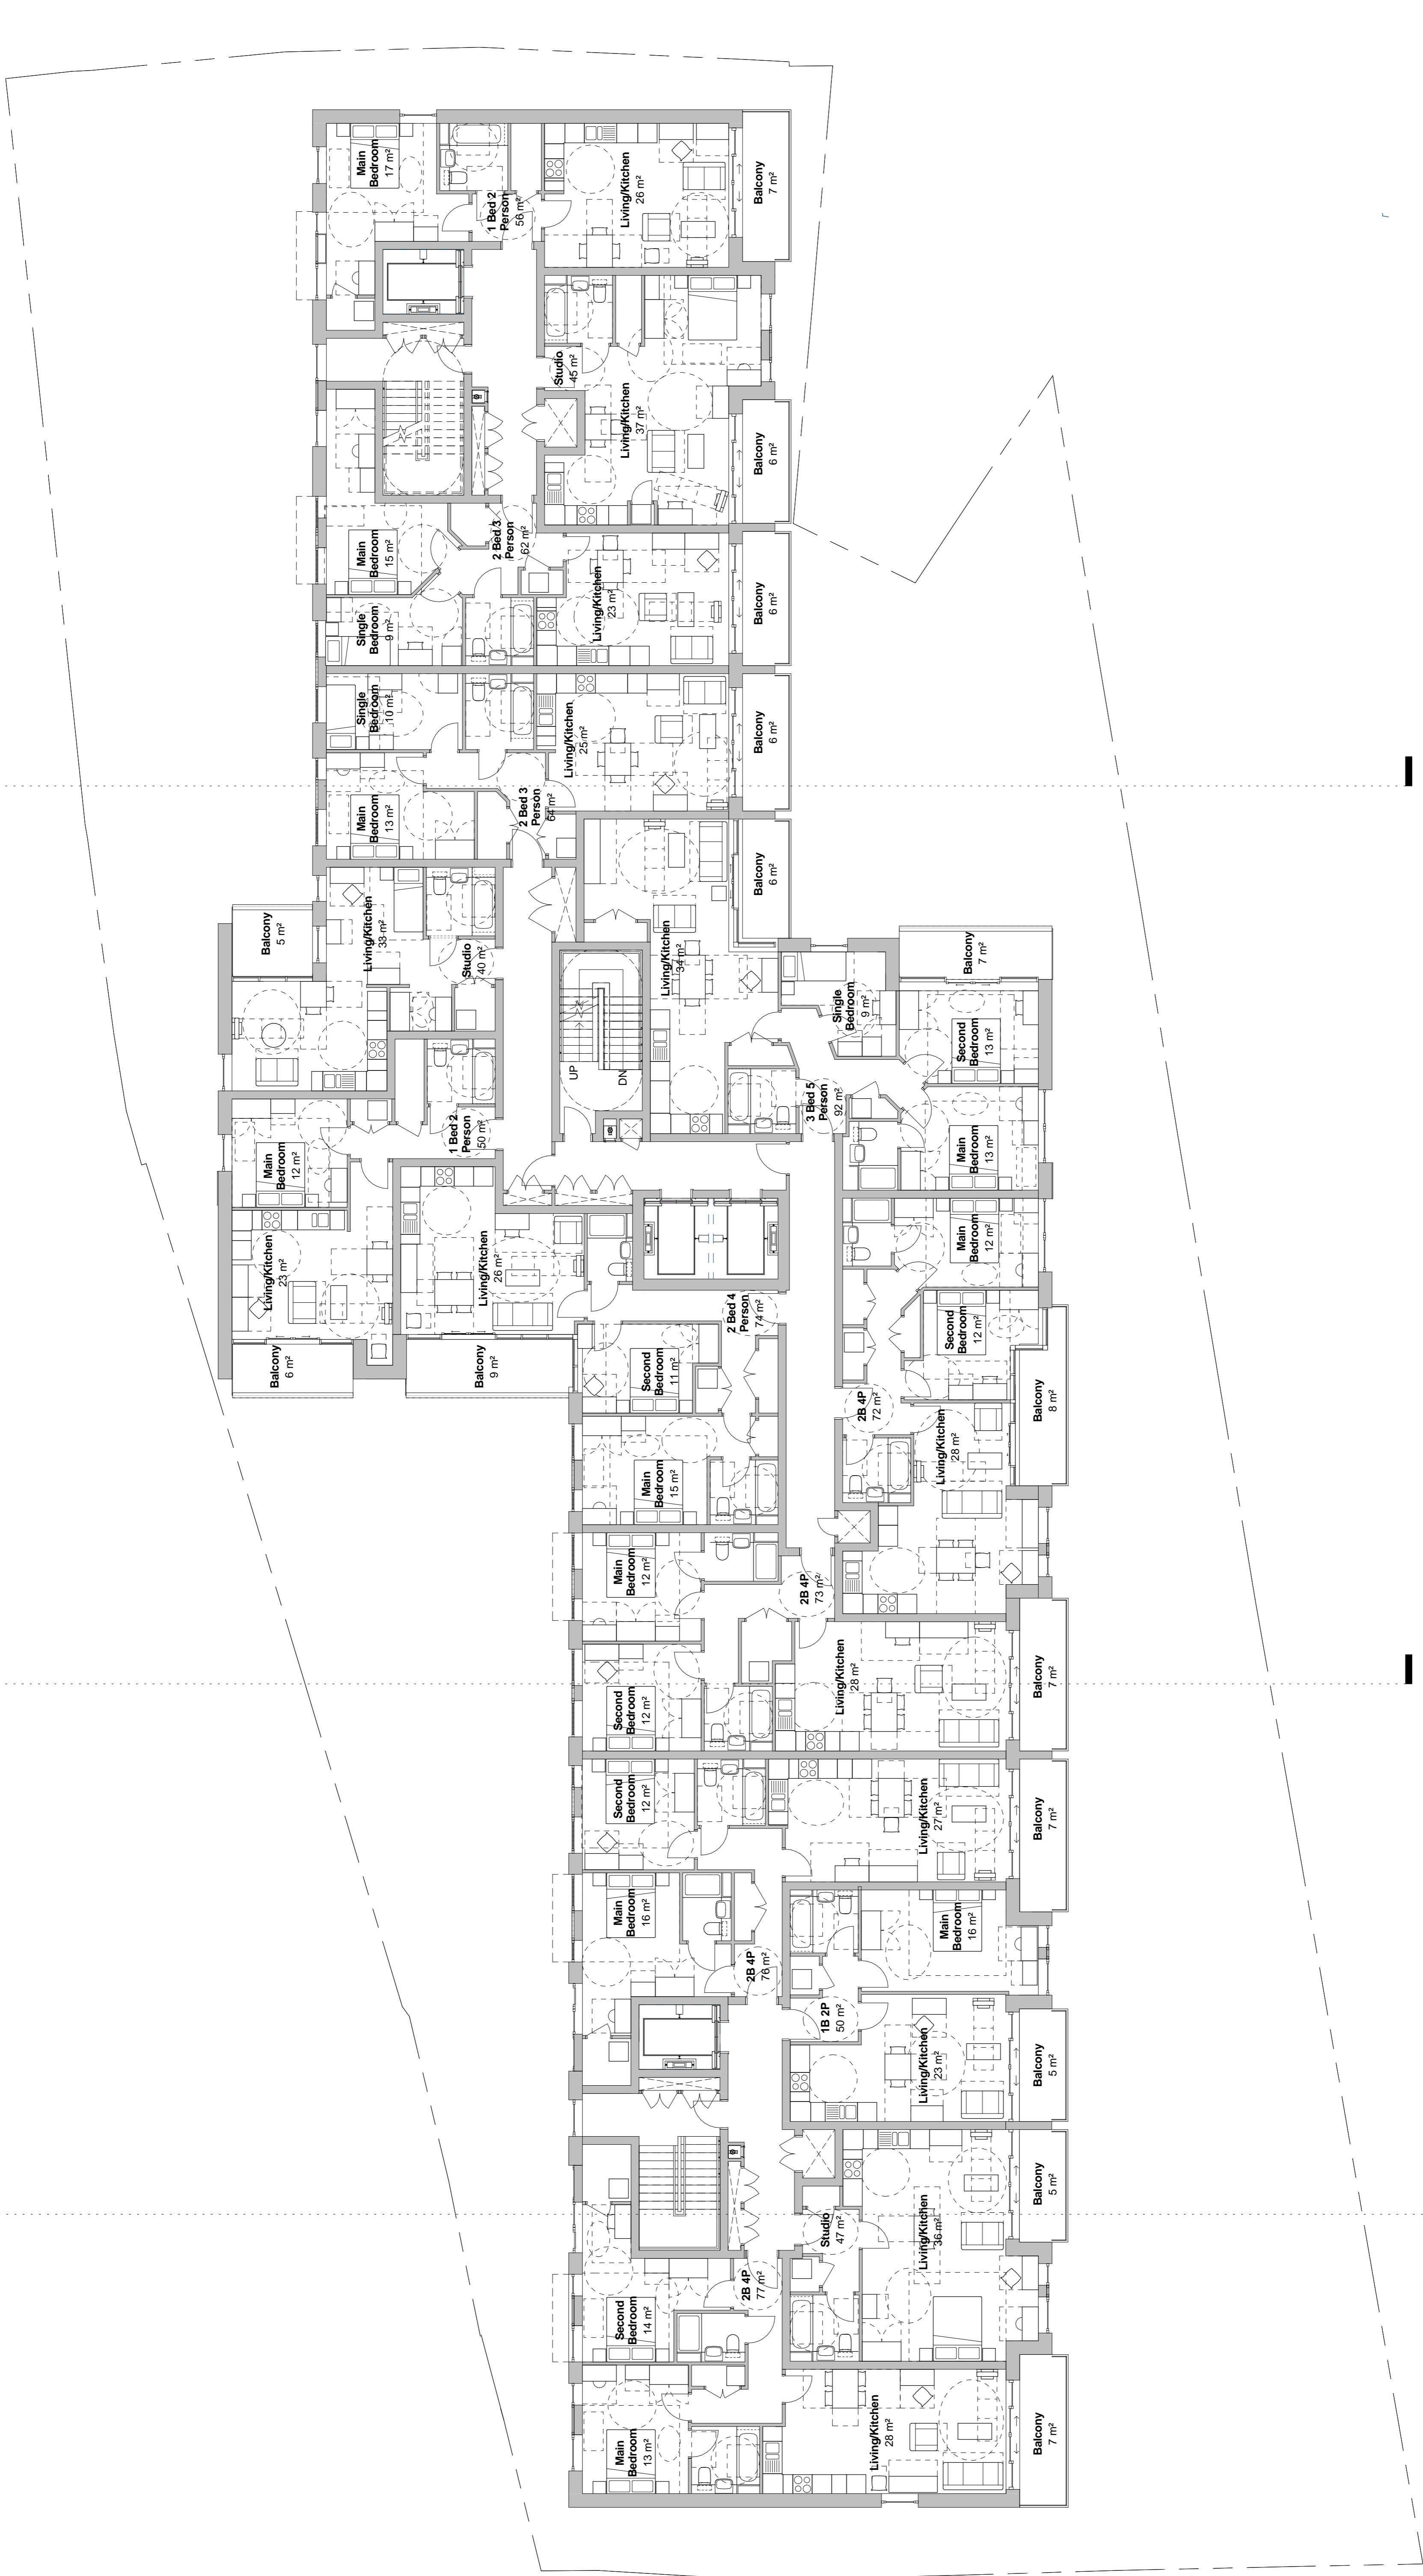 Main
Bedroom
17 m²
1 Bed 2
Person
56 m²
Living/Kitchen
26 m²
Balcony
7 m²
Studio
45 m²
Living/Kitchen
37 m²
Balcony
6 m²
Main
Bedroom
15 m²
2 Bed 3
Person
62 m²
Living/Kitchen
23 m²
Balcony
6 m²
Single
Bedroom
9 m²
Single
Bedroom
10 m²
Living/Kitchen
25 m²
Balcony
6 m²
Main
Bedroom
13 m²
2 Bed 3
Person
64 m²
Balcony
6 m²
Balcony
5 m²
Living/Kitchen
33 m²
Studio
40 m²
Living/Kitchen
34 m²
Single
Bedroom
9 m²
Balcony
7 m²
Second
Bedroom
13 m²
UP
DN
3 Bed 5
Person
92 m²
Main
Bedroom
12 m²
1 Bed 2
Person
50 m²
Main
Bedroom
13 m²
Living/Kitchen
23 m²
Living/Kitchen
26 m²
Main
Bedroom
12 m²
Balcony
6 m²
Balcony
9 m²
2 Bed 4
Person
74 m²
Second
Bedroom
11 m²
Second
Bedroom
12 m²
Balcony
8 m²
2B 4P
72 m²
Living/Kitchen
28 m²
Main
Bedroom
15 m²
Main
Bedroom
12 m²
2B 4P
73 m²
Second
Bedroom
12 m²
Living/Kitchen
28 m²
Balcony
7 m²
Second
Bedroom
12 m²
Living/Kitchen
27 m²
Balcony
7 m²
Main
Bedroom
16 m²
2B 4P
76 m²
Main
Bedroom
16 m²
1B 2P
50 m²
Living/Kitchen
23 m²
Balcony
5 m²
Studio
47 m²
Living/Kitchen
36 m²
Balcony
5 m²
Second
Bedroom
14 m²
2B 4P
77 m²
Main
Bedroom
13 m²
Living/Kitchen
28 m²
Balcony
7 m²